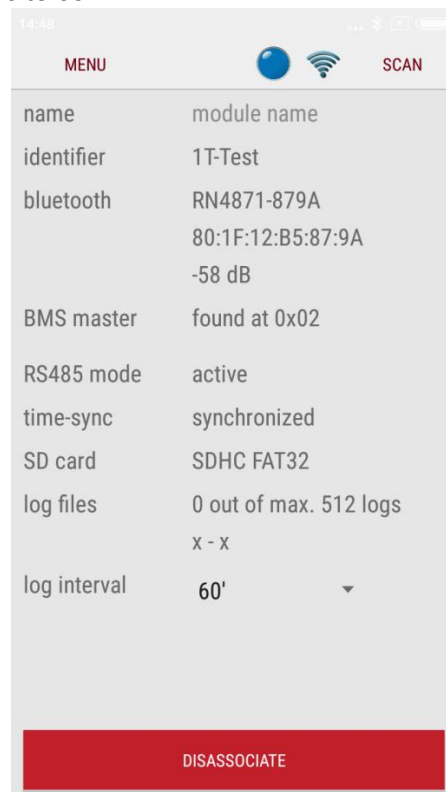 14:48 ...
MENU SCAN
name module name
identifier 1T-Test
bluetooth RN4871-879A
80:1F:12:B5:87:9A
-58 dB
BMS master found at 0x02
RS485 mode active
time-sync synchronized
SD card SDHC FAT32
log files 0 out of max. 512 logs
x - x
log interval 60'
DISASSOCIATE